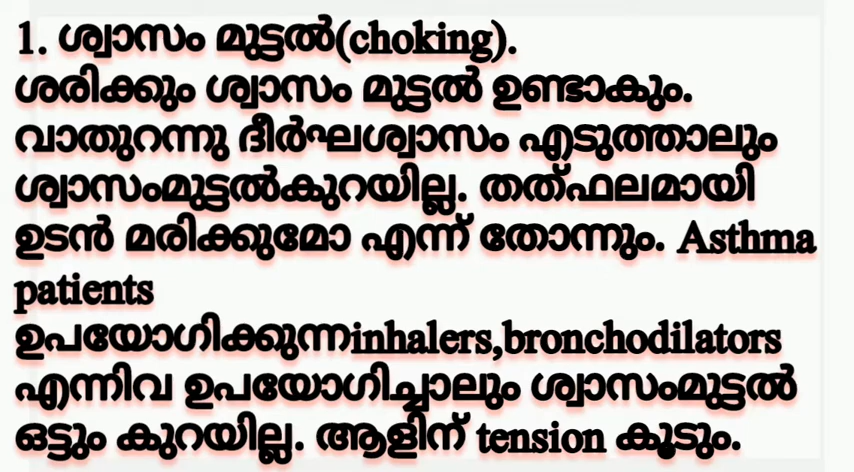 1. ശ്വാസം മുട്ടൽ(choking).
ശരിക്കും ശ്വാസം മുട്ടൽ ഉണ്ടാകും.
വാതുറന്നു ദീർഘശ്വാസം എടുത്താലും
ശ്വാസംമുട്ടൽകുറയില്ല. തത്ഫലമായി
ഉടൻ മരിക്കുമോ എന്ന് തോന്നും. Asthma
patients
ഉപയോഗിക്കുന്നinhalers,bronchodilators
എന്നിവ ഉപയോഗിച്ചാലും ശ്വാസംമുട്ടൽ
ഒട്ടും കുറയില്ല. ആളിന് tension കൂടും.